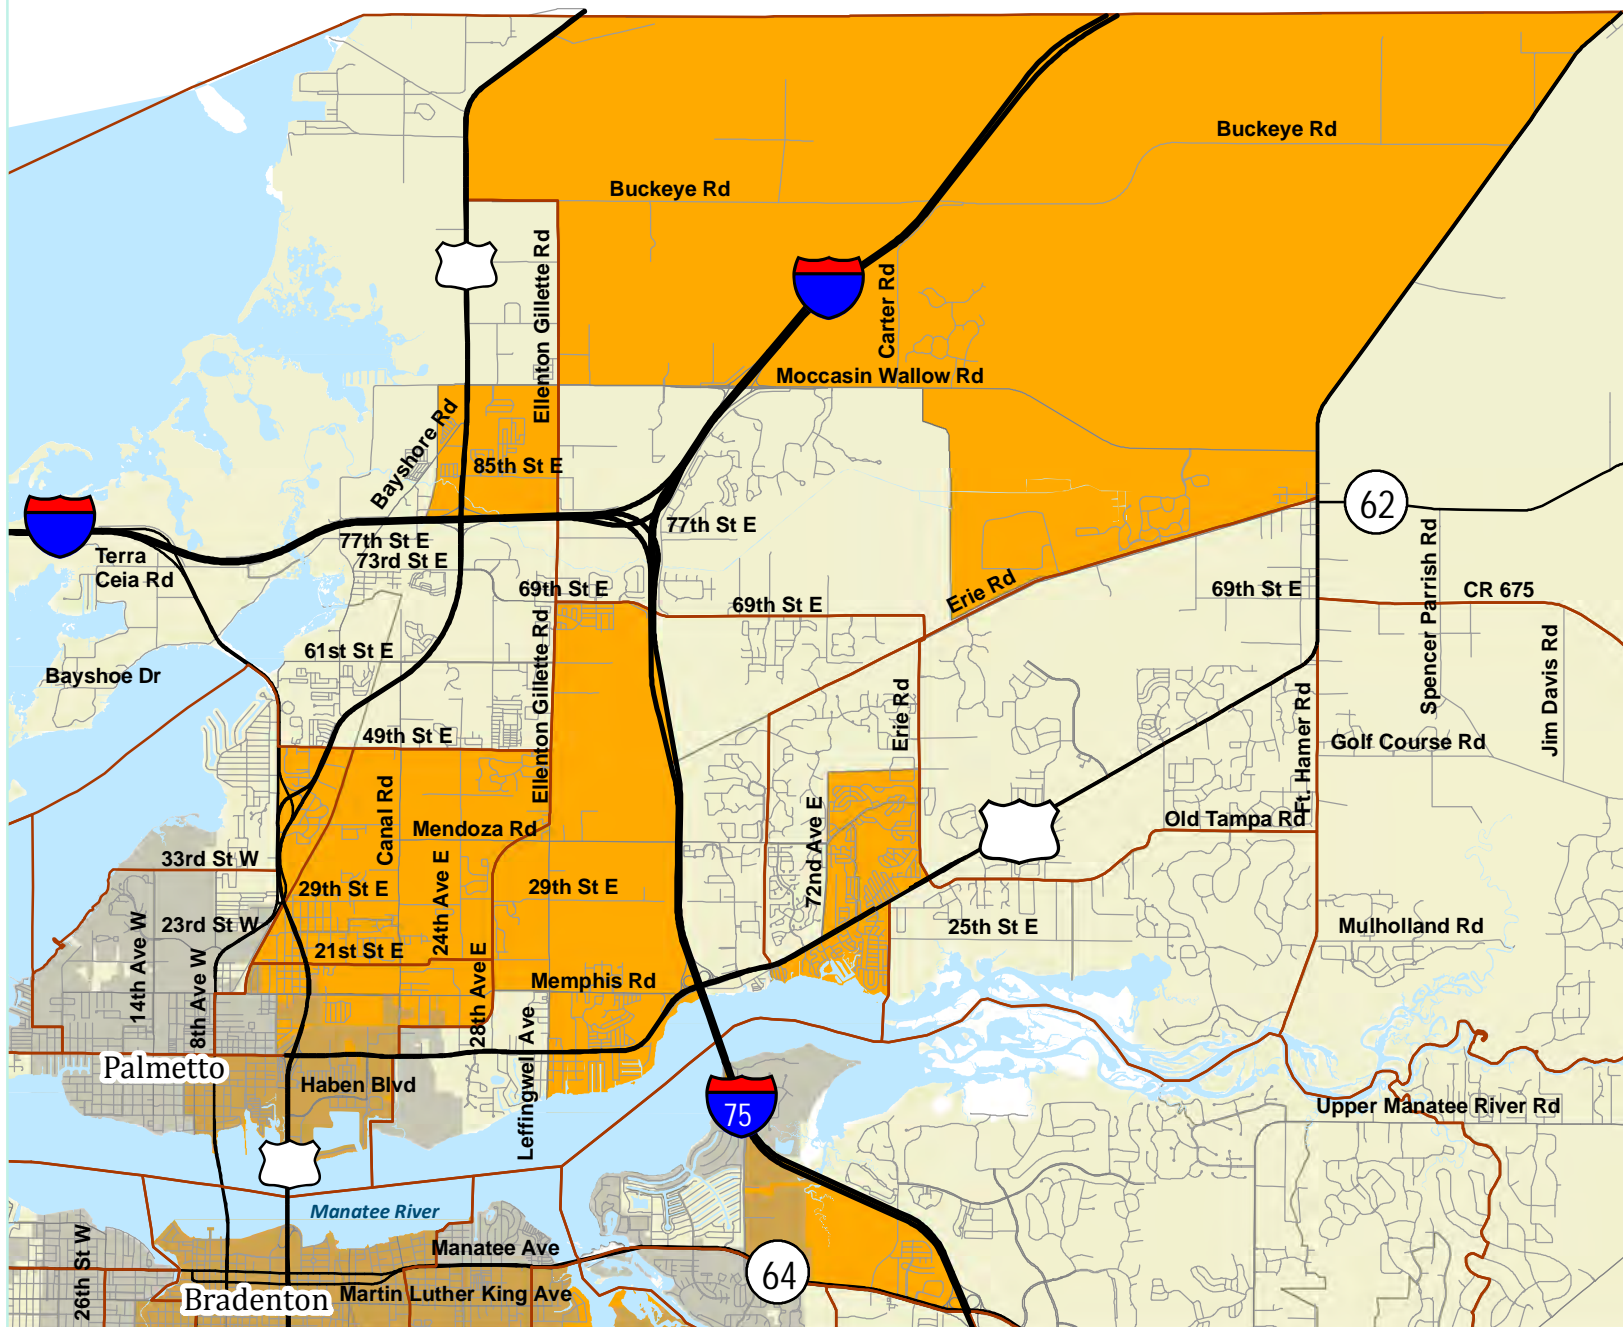 Buckeye Rd
Buckeye Rd
Ellenton Gillette Rd
Carter Rd
Moccasin Wallow Rd
Bayshore Rd
85th St E
62
77th St E
77th St E
73rd St E
Terra
Ceia Rd
69th St E
69th St E
Erie Rd
69th St E
CR 675
Spencer Parrish Rd
61st St E
Bayshoe Dr
Ellenton Gillette Rd
Erie Rd
Ft. Hamer Rd
Jim Davis Rd
49th St E
Golf Course Rd
Canal Rd
Mendoza Rd
72nd Ave E
Old Tampa Rd
33rd St W
29th St E
24th Ave E
29th St E
23rd St W
14th Ave W
8th Ave W
21st St E
28th Ave E
25th St E
Mulholland Rd
Memphis Rd
Leffingwell Ave
Palmetto
Haben Blvd
75
Upper Manatee River Rd
Manatee River
26th St W
Manatee Ave
64
Bradenton
Martin Luther King Ave